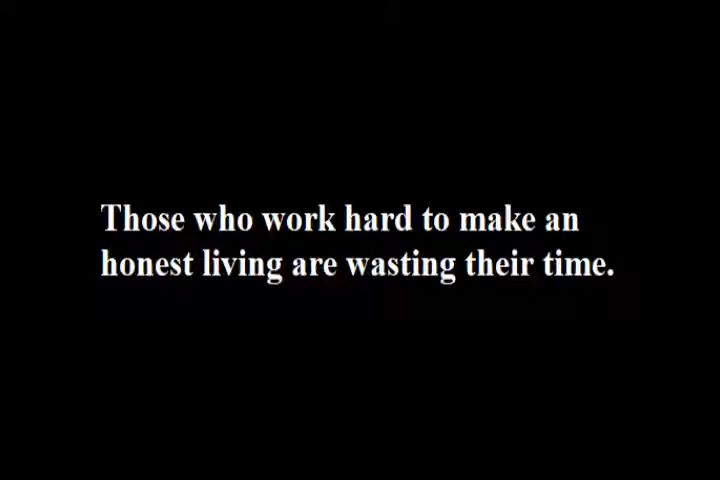 Those who work hard to make an
honest living are wasting their time.